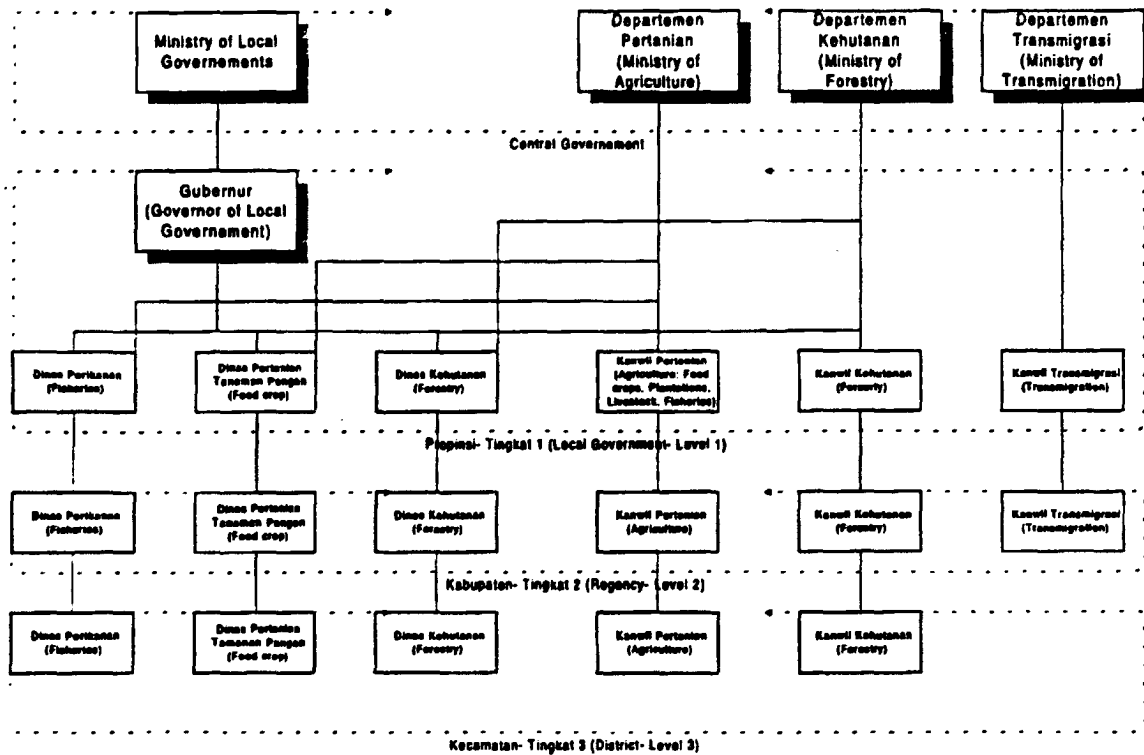 Ministry of Local
Governements
Departemen
Pertanian
(Ministry of
Agriculture)
Departemen
Kehutanan
(Ministry of
Forestry)
Departemen
Transmigrasi
(Ministry of
Transmigration)
Central Governement
Gubernur
(Governor of Local
Governement)
Dinas Perikanan
(Fisheries)
Dinas Pertanian
Tanaman Pangan
(Food crop)
Dinas Kehutanan
(Forestry)
Kanwil Pertanian
(Agriculture: Food
crops, Plantations,
Livestock, Fisheries)
Kanwil Kehutanan
Kanwil Transmigrasi
(Transmigration)
Propinsi- Tingkat 1 (Local Government- Level 1)
Dinas Perikanan
(Fisheries)
Dinas Pertanian
Tanaman Pangan
(Food crop)
Dinas Kehutanan
(Forestry)
Kanwil Pertanian
(Agriculture)
Kanwil Kehutanan
(Forestry)
Kanwil Transmigrasi
(Transmigration)
Kabupaten- Tingkat 2 (Regency- Level 2)
Dinas Perikanan
(Fisheries)
Dinas Pertanian
Tamanan Pangan
(Food crop)
Dinas Kehutanan
(Forestry)
Kanwil Pertanian
(Agriculture)
Kanwil Kehutanan
(Forestry)
Kecamatan- Tingkat 3 (District- Level 3)